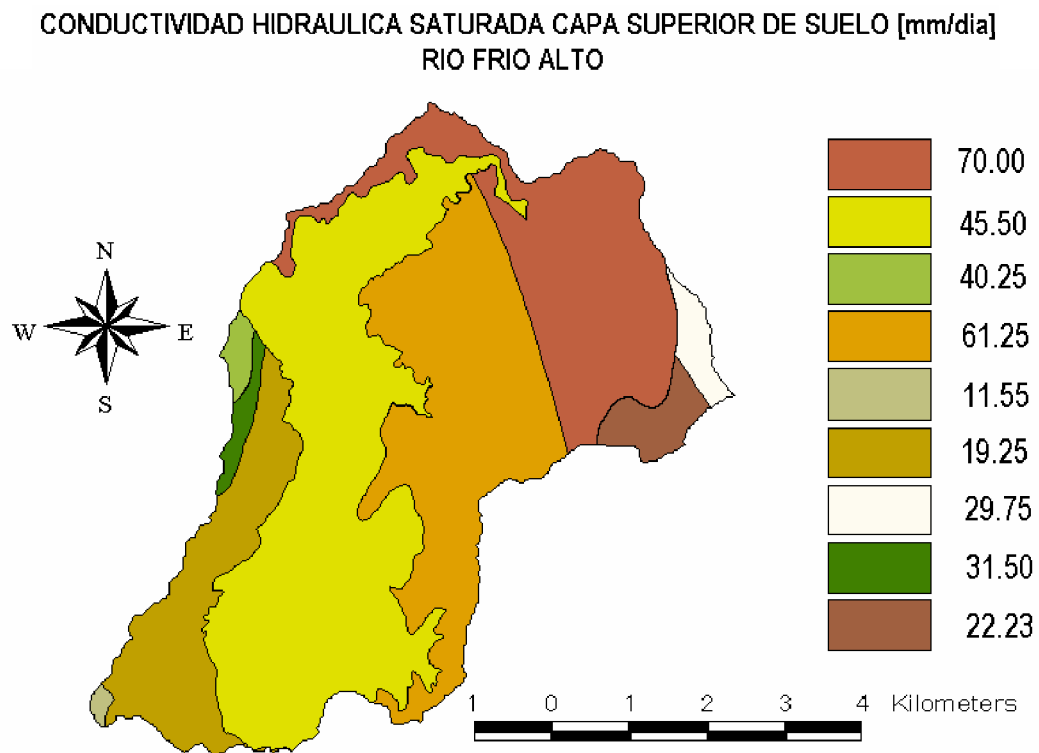 CONDUCTIVIDAD HIDRAULICA SATURADA CAPA SUPERIOR DE SUELO [mm/dia]
RIO FRIO ALTO
N
W E
S
70.00
45.50
40.25
61.25
11.55
19.25
29.75
31.50
22.23
1 0 1 2 3 4 Kilometers